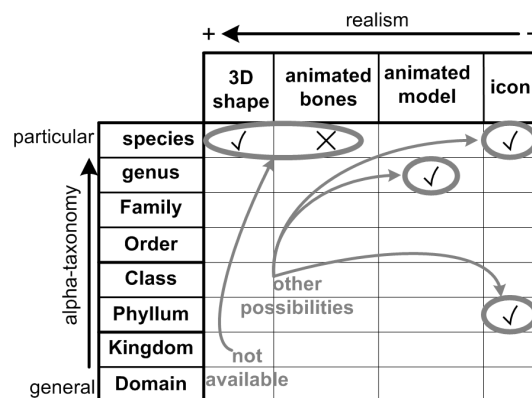 realism
+ -
3D shape
animated bones
animated model
icon
particular
species ✓ ✕ ✓
genus ✓
Family
Order
Class
other possibilities
Phyllum ✓
Kingdom
not available
general
Domain
alpha-taxonomy